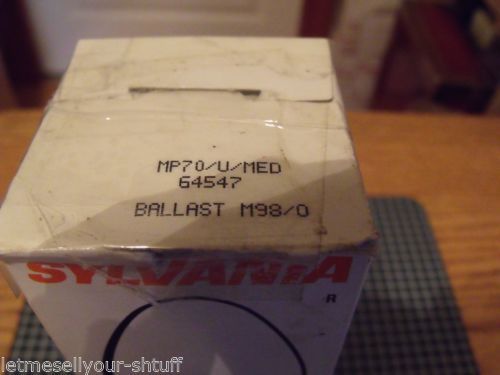 MP70/U/MED
64547
BALLAST M98/O
SYLVANIA
R
letmesellyour-shtuff